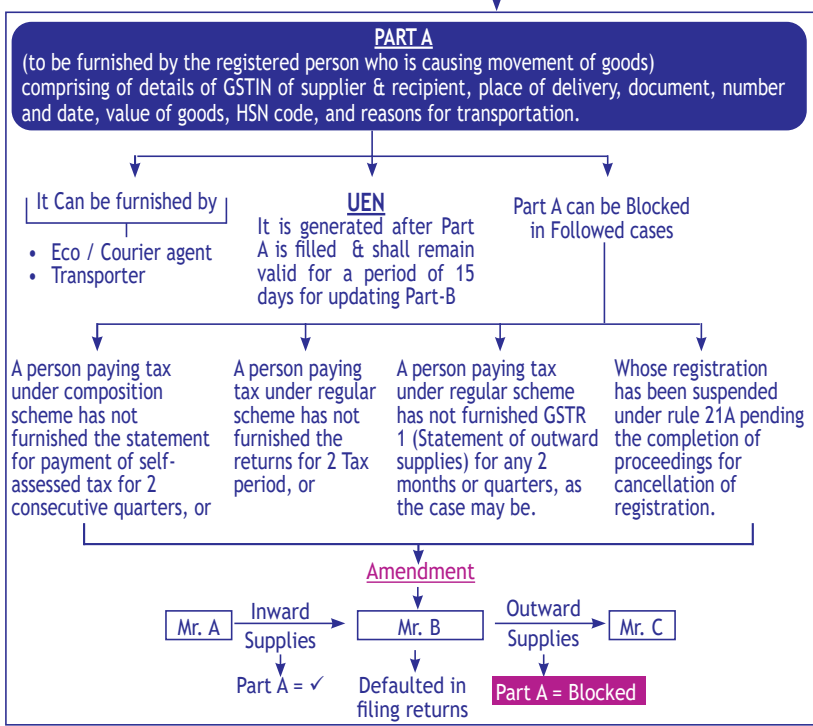 PART A
(to be furnished by the registered person who is causing movement of goods)
comprising of details of GSTIN of supplier & recipient, place of delivery, document, number
and date, value of goods, HSN code, and reasons for transportation.
It Can be furnished by
• Eco / Courier agent
• Transporter
UEN
It is generated after Part
A is filled & shall remain
valid for a period of 15
days for updating Part-B
Part A can be Blocked
in Followed cases
A person paying tax
under composition
scheme has not
furnished the statement
for payment of self-
assessed tax for 2
consecutive quarters, or
A person paying
tax under regular
scheme has not
furnished the
returns for 2 Tax
period, or
A person paying tax
under regular scheme
has not furnished GSTR
1 (Statement of outward
supplies) for any 2
months or quarters, as
the case may be.
Whose registration
has been suspended
under rule 21A pending
the completion of
proceedings for
cancellation of
registration.
Amendment
Mr. A
Inward
Supplies
Mr. B
Outward
Supplies
Mr. C
Part A = ✓
Defaulted in
filing returns
Part A = Blocked